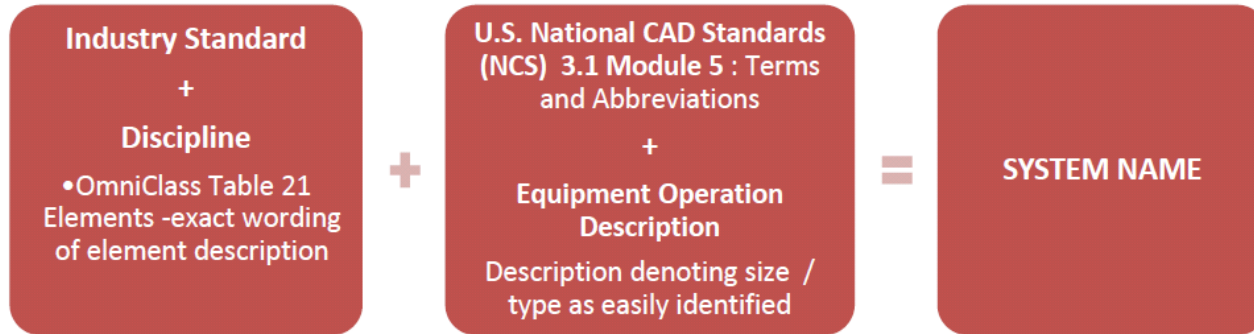 Industry Standard
+
Discipline
•OmniClass Table 21
Elements -exact wording
of element description
+
U.S. National CAD Standards
(NCS) 3.1 Module 5 : Terms
and Abbreviations
+
Equipment Operation
Description
Description denoting size /
type as easily identified
=
SYSTEM NAME